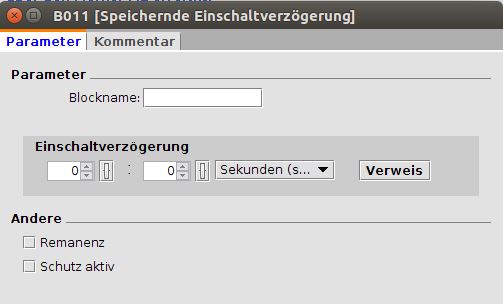 B011 [Speichernde Einschaltverzögerung]
Parameter Kommentar
Parameter
Blockname:
Einschaltverzögerung
0 : 0 Sekunden (s... Verweis
Andere
Remanenz
Schutz aktiv